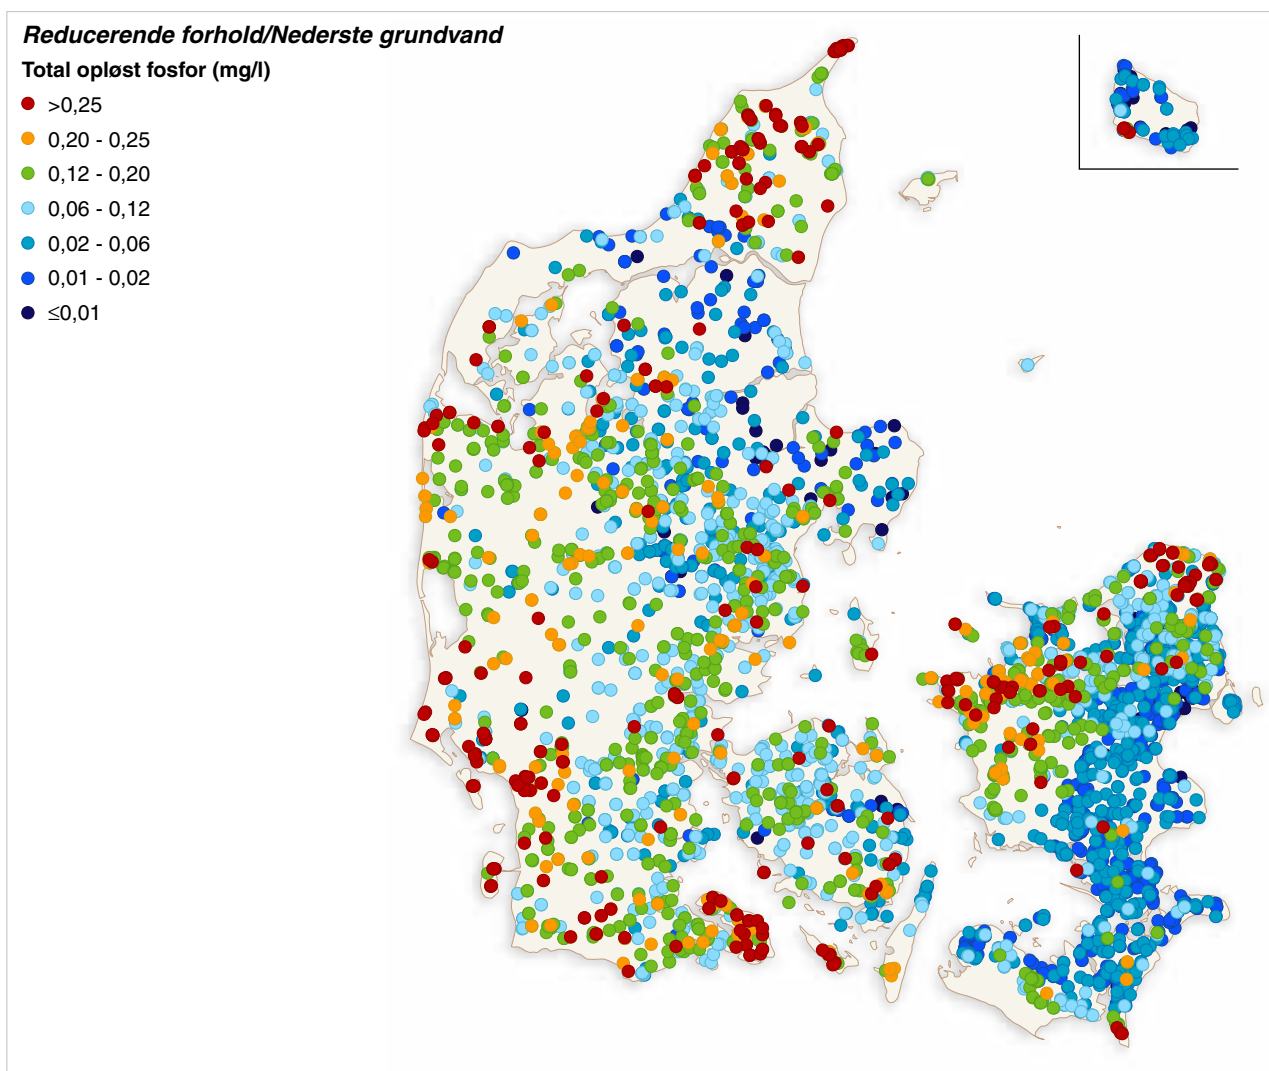 Reducerende forhold/Nederste grundvand
Total opløst fosfor (mg/l)
>0,25
0,20 - 0,25
0,12 - 0,20
0,06 - 0,12
0,02 - 0,06
0,01 - 0,02
≤0,01